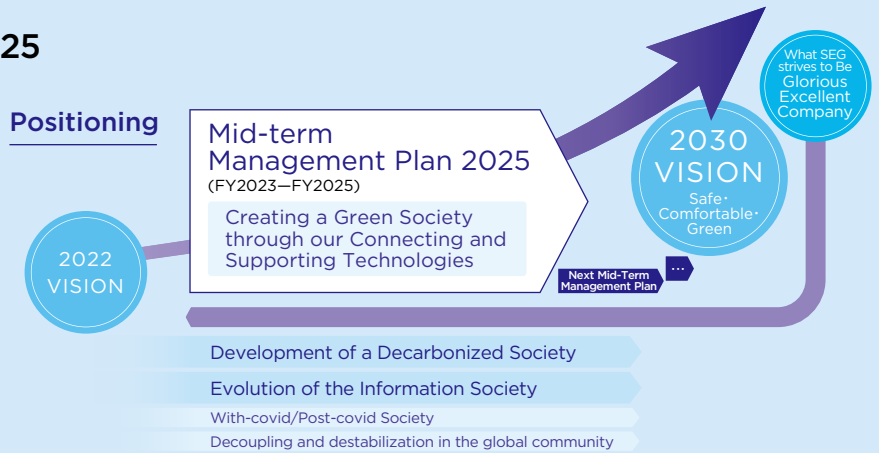 25
Positioning
Mid-term
Management Plan 2025
(FY2023—FY2025)
Creating a Green Society
through our Connecting and
Supporting Technologies
2022
VISION
2030
VISION
Safe・
Comfortable・
Green
What SEG
strives to Be
Glorious
Excellent
Company
Next Mid-Term
Management Plan
...
Development of a Decarbonized Society
Evolution of the Information Society
With-covid/Post-covid Society
Decoupling and destabilization in the global community